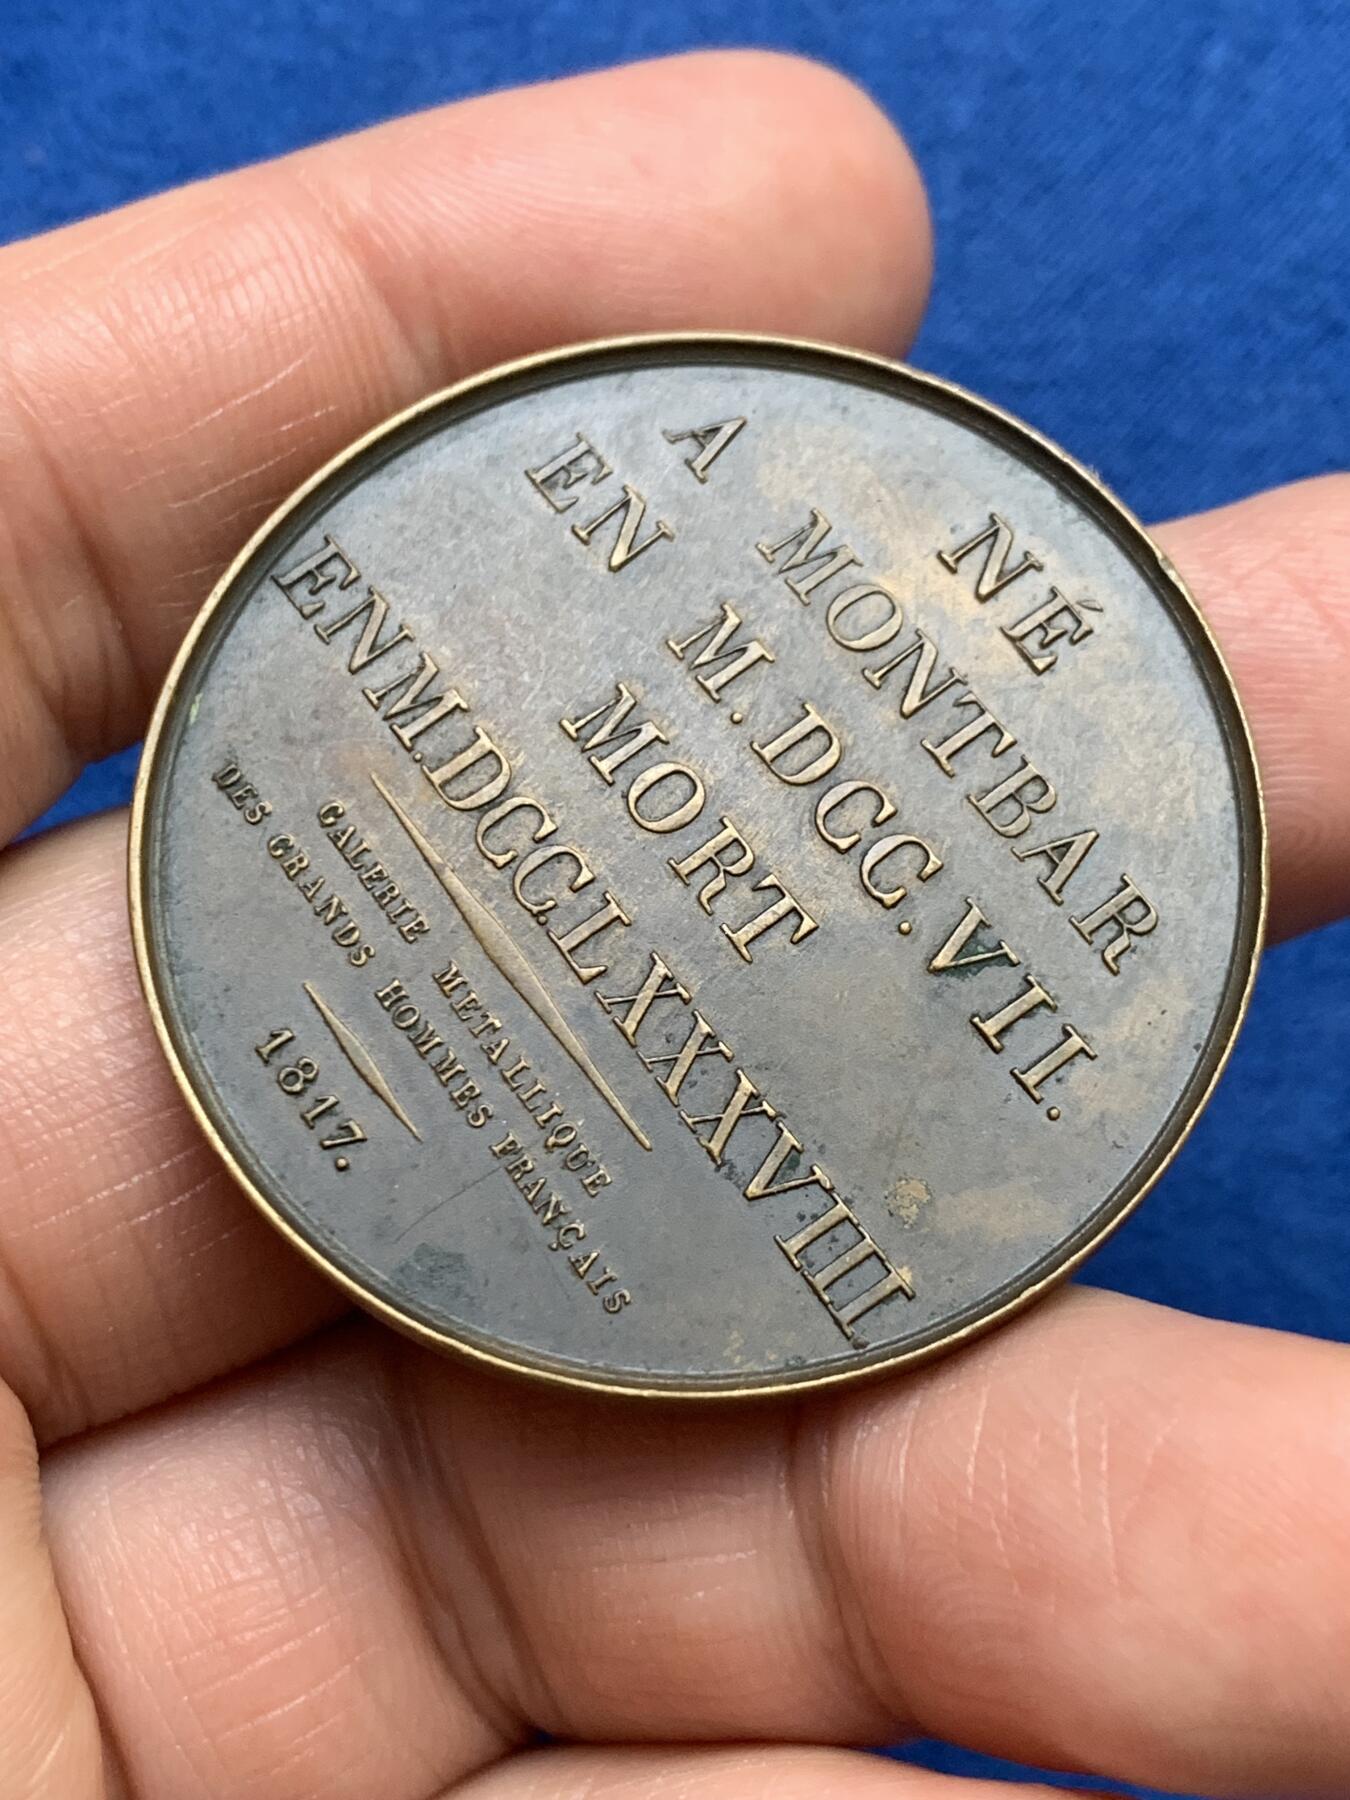 NÉ
A MONTBAR
EN M.DCC.VII.
MORT
EN M.DCC.LXXXVIII
GALERIE METALLIQUE
DES GRANDS HOMMES FRANÇAIS
1817.